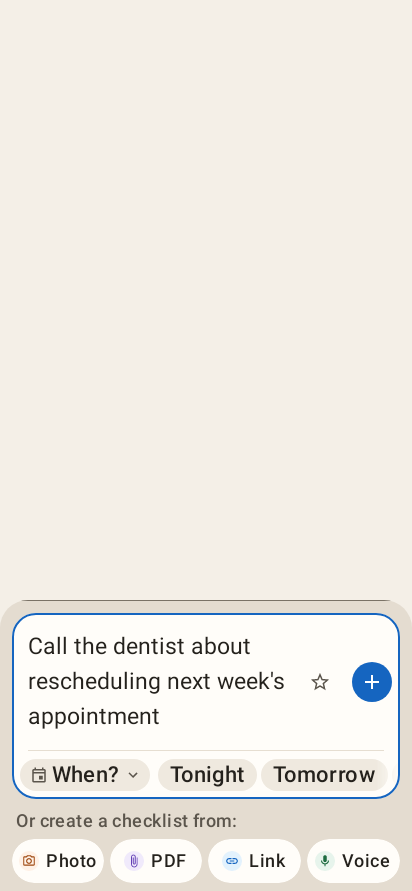 Call the dentist about
rescheduling next week's
appointment
When? Tonight Tomorrow
Or create a checklist from:
Photo PDF Link Voice